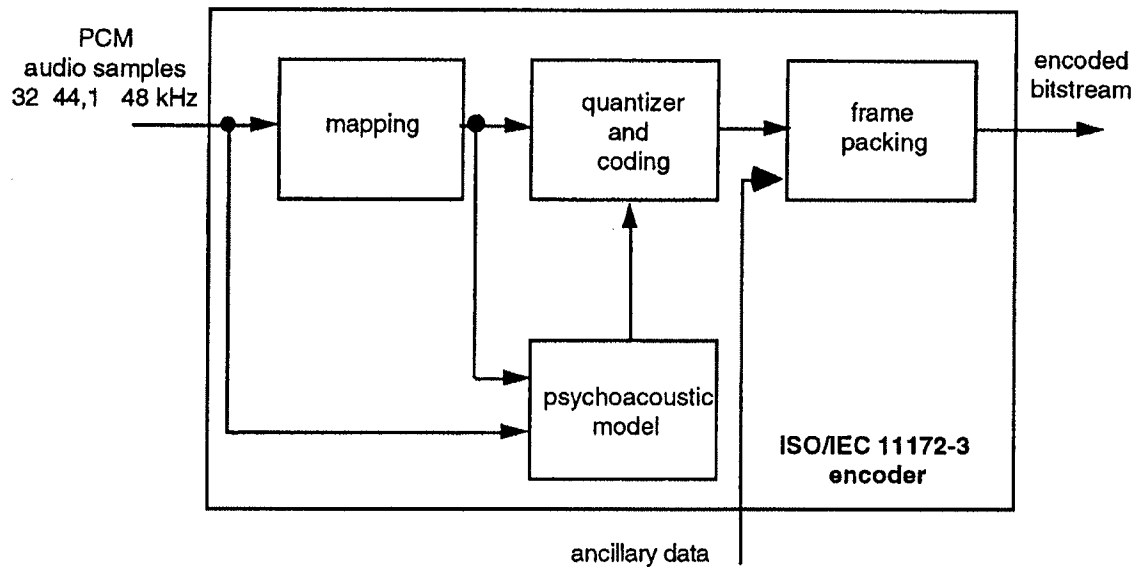 PCM
audio samples
32 44,1 48 kHz
mapping
quantizer
and
coding
frame
packing
encoded
bitstream
psychoacoustic
model
ISO/IEC 11172-3
encoder
ancillary data